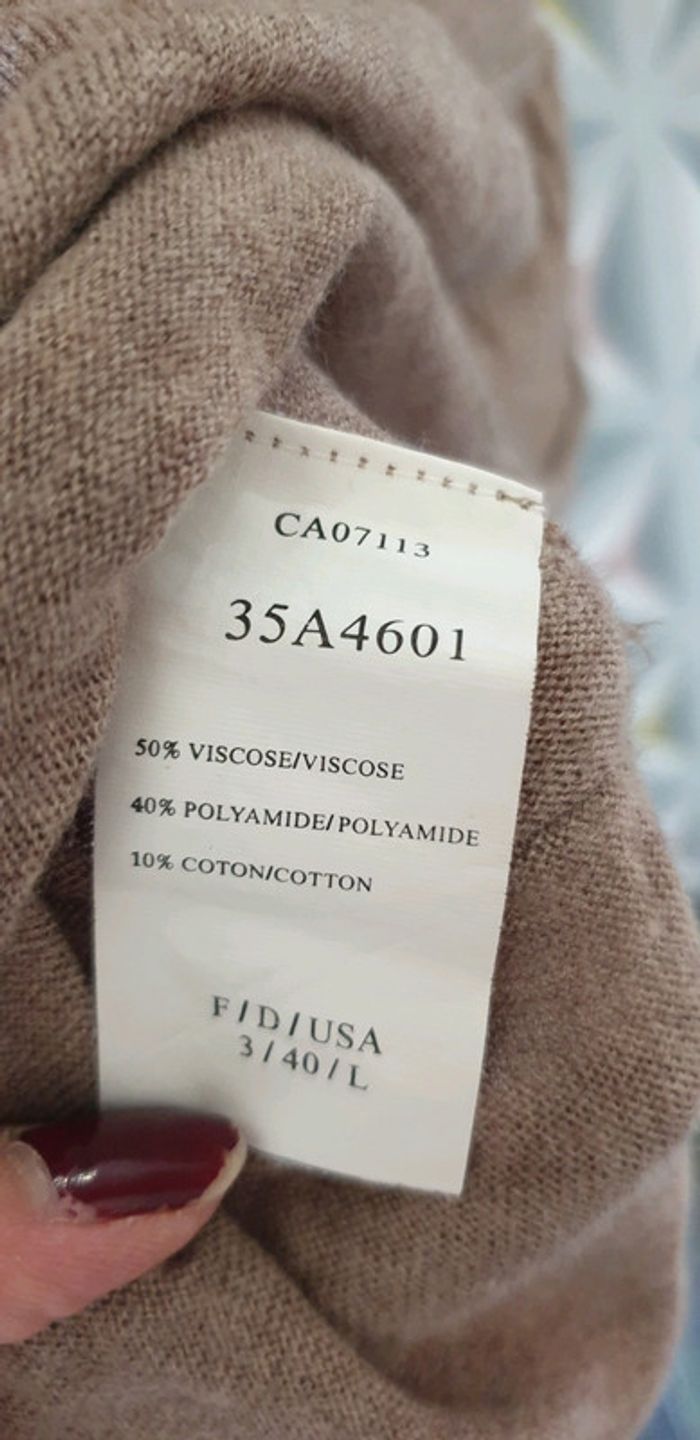 CA07113
35A4601
50% VISCOSE/VISCOSE
40% POLYAMIDE/POLYAMIDE
10% COTON/COTTON
F/D/USA
3/40/L